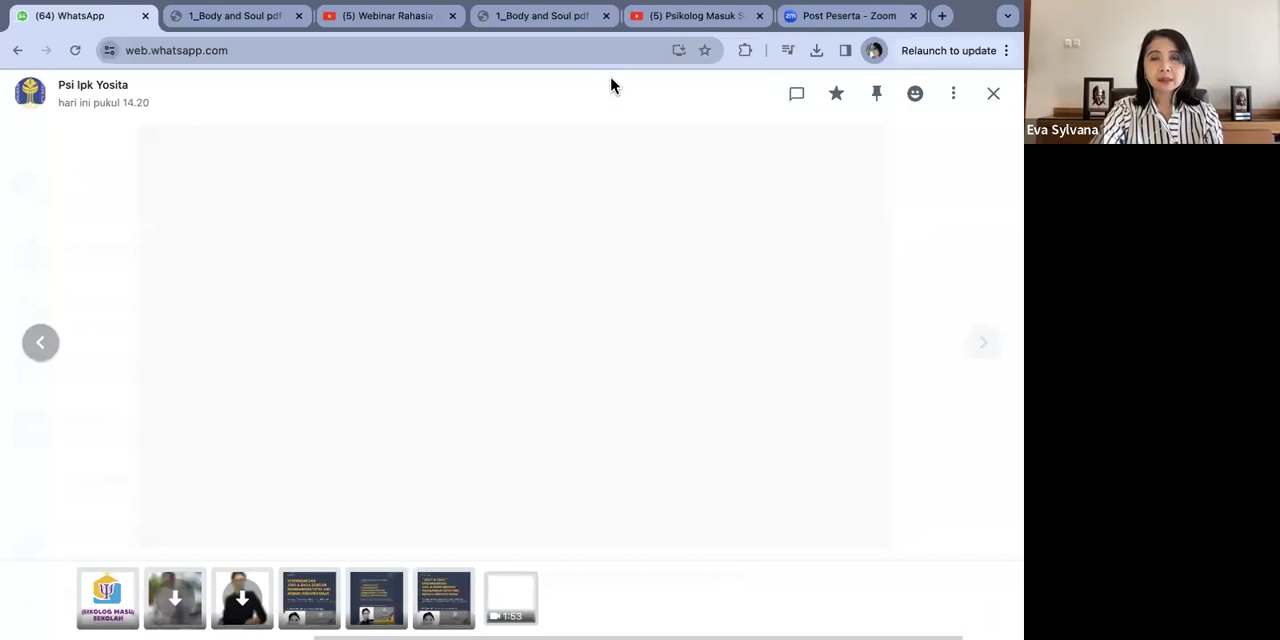 (64) WhatsApp
1_Body and Soul pdf
(5) Webinar Rahasia
1_Body and Soul pdf
(5) Psikolog Masuk S
Post Peserta - Zoom
web.whatsapp.com
Relaunch to update
Psi Ipk Yosita
hari ini pukul 14.20
Eva Sylvana
PSIKOLOG MASUK
SEKOLAH
1:53